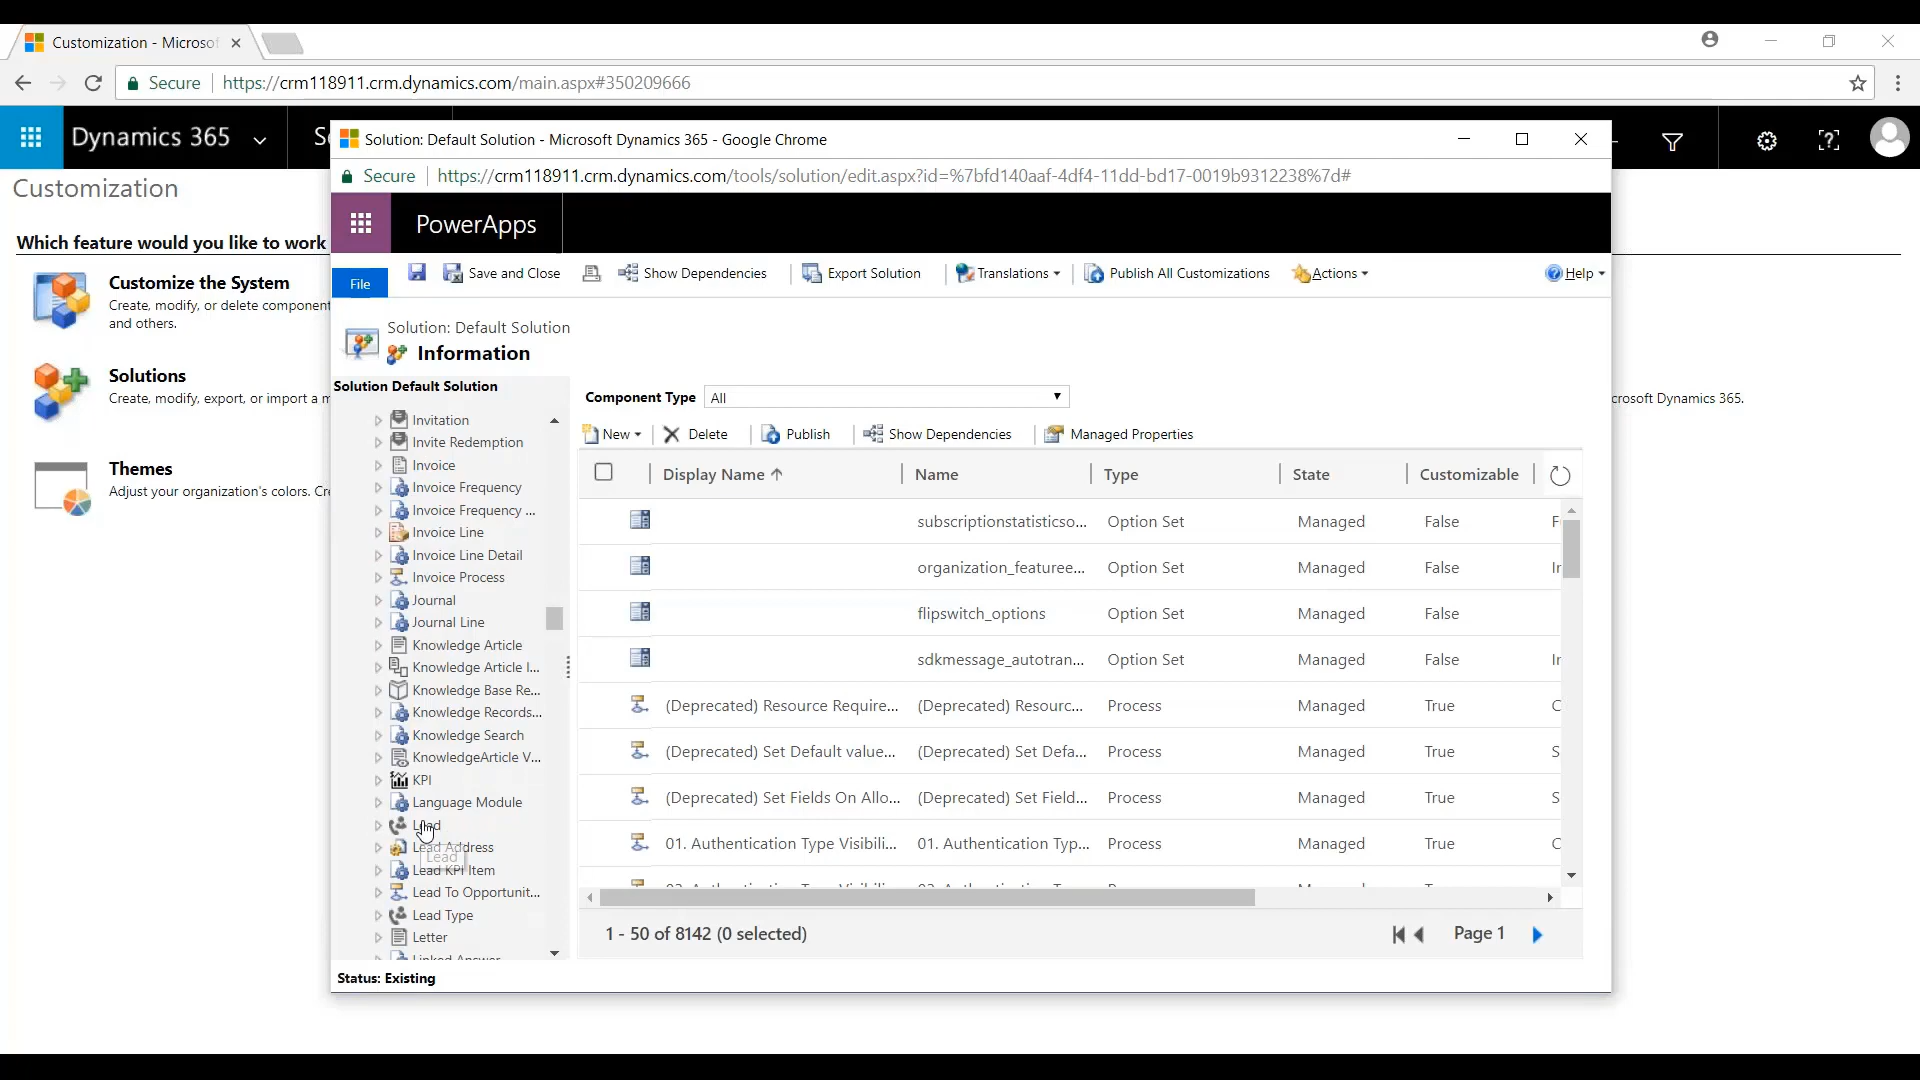 Customization - Microsof
Secure
https://crm118911.crm.dynamics.com/main.aspx#350209666
Dynamics 365
Customization
Which feature would you like to work
Customize the System
Create, modify, or delete component
and others.
Solutions
Create, modify, export, or import a m
Themes
Adjust your organization's colors. Cre
crosoft Dynamics 365.
Solution: Default Solution - Microsoft Dynamics 365 - Google Chrome
Secure
https://crm118911.crm.dynamics.com/tools/solution/edit.aspx?id=%7bfd140aaf-4df4-11dd-bd17-0019b9312238%7d#
PowerApps
File
Save and Close
Show Dependencies
Export Solution
Translations
Publish All Customizations
Actions
Help
Solution: Default Solution
Information
Solution Default Solution
Invitation
Invite Redemption
Invoice
Invoice Frequency
Invoice Frequency ...
Invoice Line
Invoice Line Detail
Invoice Process
Journal
Journal Line
Knowledge Article
Knowledge Article I...
Knowledge Base Re...
Knowledge Records...
Knowledge Search
KnowledgeArticle V...
KPI
Language Module
Lead
Lead Address
Lead
Lead KPI Item
Lead To Opportunit...
Lead Type
Letter
Component Type All
New Delete Publish Show Dependencies Managed Properties
Display Name Name Type State Customizable
subscriptionstatisticso... Option Set Managed False
organization_featuree... Option Set Managed False
flipswitch_options Option Set Managed False
sdkmessage_autotran... Option Set Managed False
(Deprecated) Resource Require... (Deprecated) Resourc... Process Managed True
(Deprecated) Set Default value... (Deprecated) Set Defa... Process Managed True
(Deprecated) Set Fields On Allo... (Deprecated) Set Field... Process Managed True
01. Authentication Type Visibili... 01. Authentication Typ... Process Managed True
1 - 50 of 8142 (0 selected)
Page 1
Status: Existing